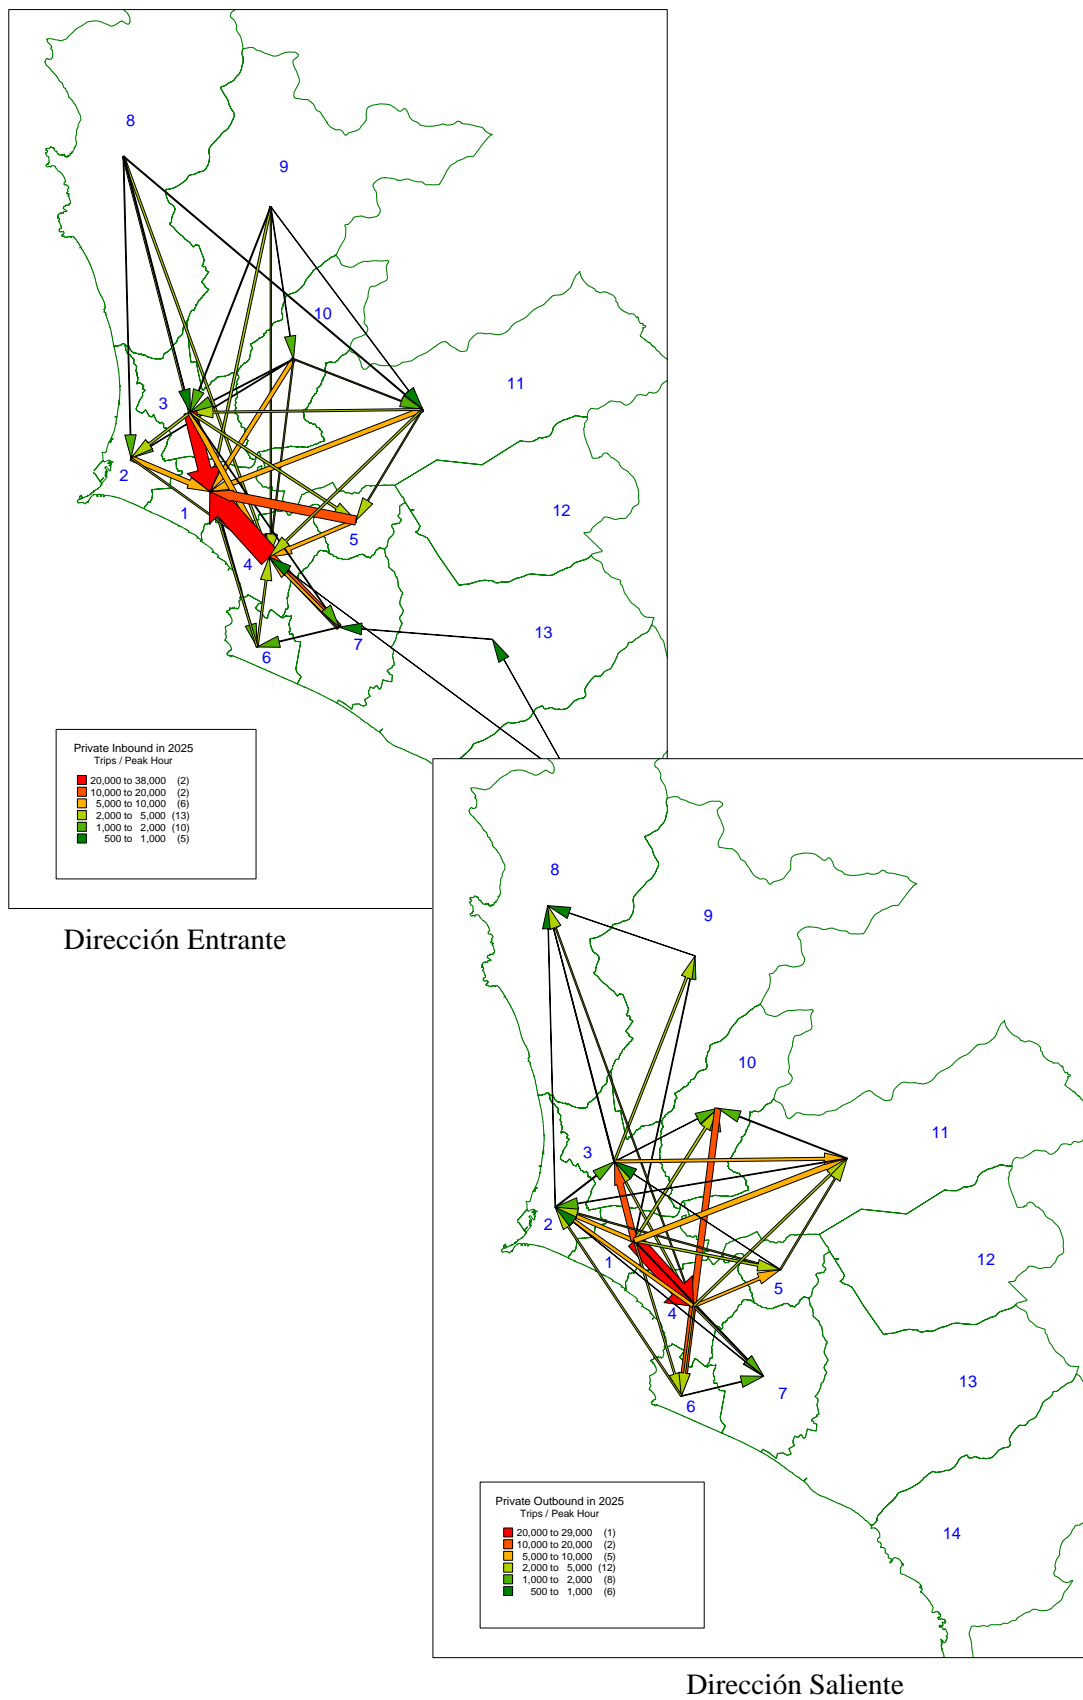 8
9
10
11
3
2
12
1
5
4
13
7
6
Private Inbound in 2025
Trips / Peak Hour
20,000 to 38,000 (2)
10,000 to 20,000 (2)
5,000 to 10,000 (6)
2,000 to 5,000 (13)
1,000 to 2,000 (10)
500 to 1,000 (5)
Dirección Entrante
8
9
10
11
3
2
12
1
5
4
13
7
6
14
Private Outbound in 2025
Trips / Peak Hour
20,000 to 29,000 (1)
10,000 to 20,000 (2)
5,000 to 10,000 (5)
2,000 to 5,000 (12)
1,000 to 2,000 (8)
500 to 1,000 (6)
Dirección Saliente